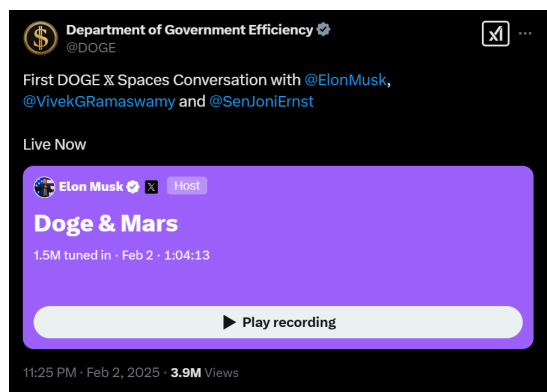 Department of Government Efficiency
@DOGE
First DOGE 𝕏 Spaces Conversation with @ElonMusk,
@VivekGRamaswamy and @SenJoniErnst
Live Now
Elon Musk 𝕏 Host
Doge & Mars
1.5M tuned in · Feb 2 · 1:04:13
Play recording
11:25 PM · Feb 2, 2025 · 3.9M Views